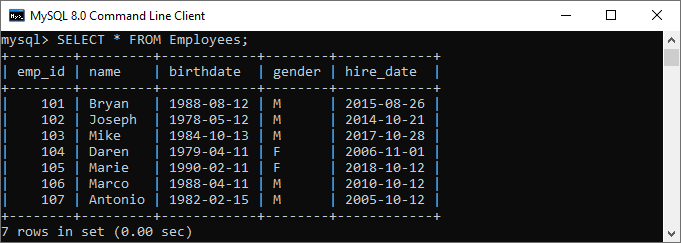 MySQL 8.0 Command Line Client
mysql> SELECT * FROM Employees;
+--------+---------+------------+--------+------------+
| emp_id | name    | birthdate  | gender | hire_date  |
+--------+---------+------------+--------+------------+
|    101 | Bryan   | 1988-08-12 | M      | 2015-08-26 |
|    102 | Joseph  | 1978-05-12 | M      | 2014-10-21 |
|    103 | Mike    | 1984-10-13 | M      | 2017-10-28 |
|    104 | Daren   | 1979-04-11 | F      | 2006-11-01 |
|    105 | Marie   | 1990-02-11 | F      | 2018-10-12 |
|    106 | Marco   | 1988-04-11 | M      | 2010-10-12 |
|    107 | Antonio | 1982-02-15 | M      | 2005-10-12 |
+--------+---------+------------+--------+------------+
7 rows in set (0.00 sec)